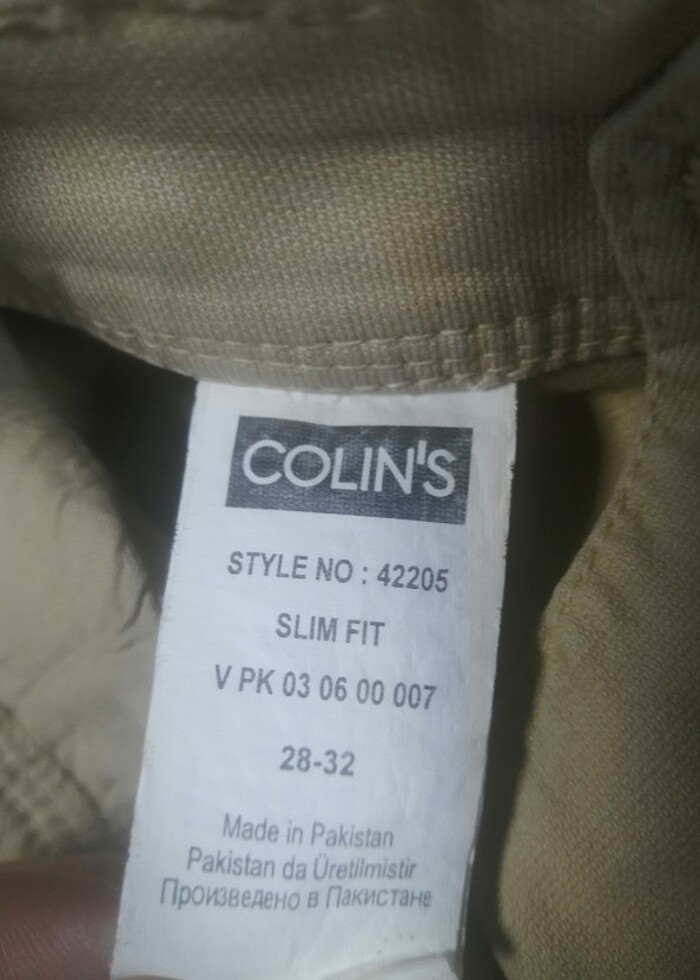 COLIN'S
STYLE NO : 42205
SLIM FIT
V PK 03 06 00 007
28-32
Made in Pakistan
Pakistan da Üretilmistir
Произведено в Пакистане